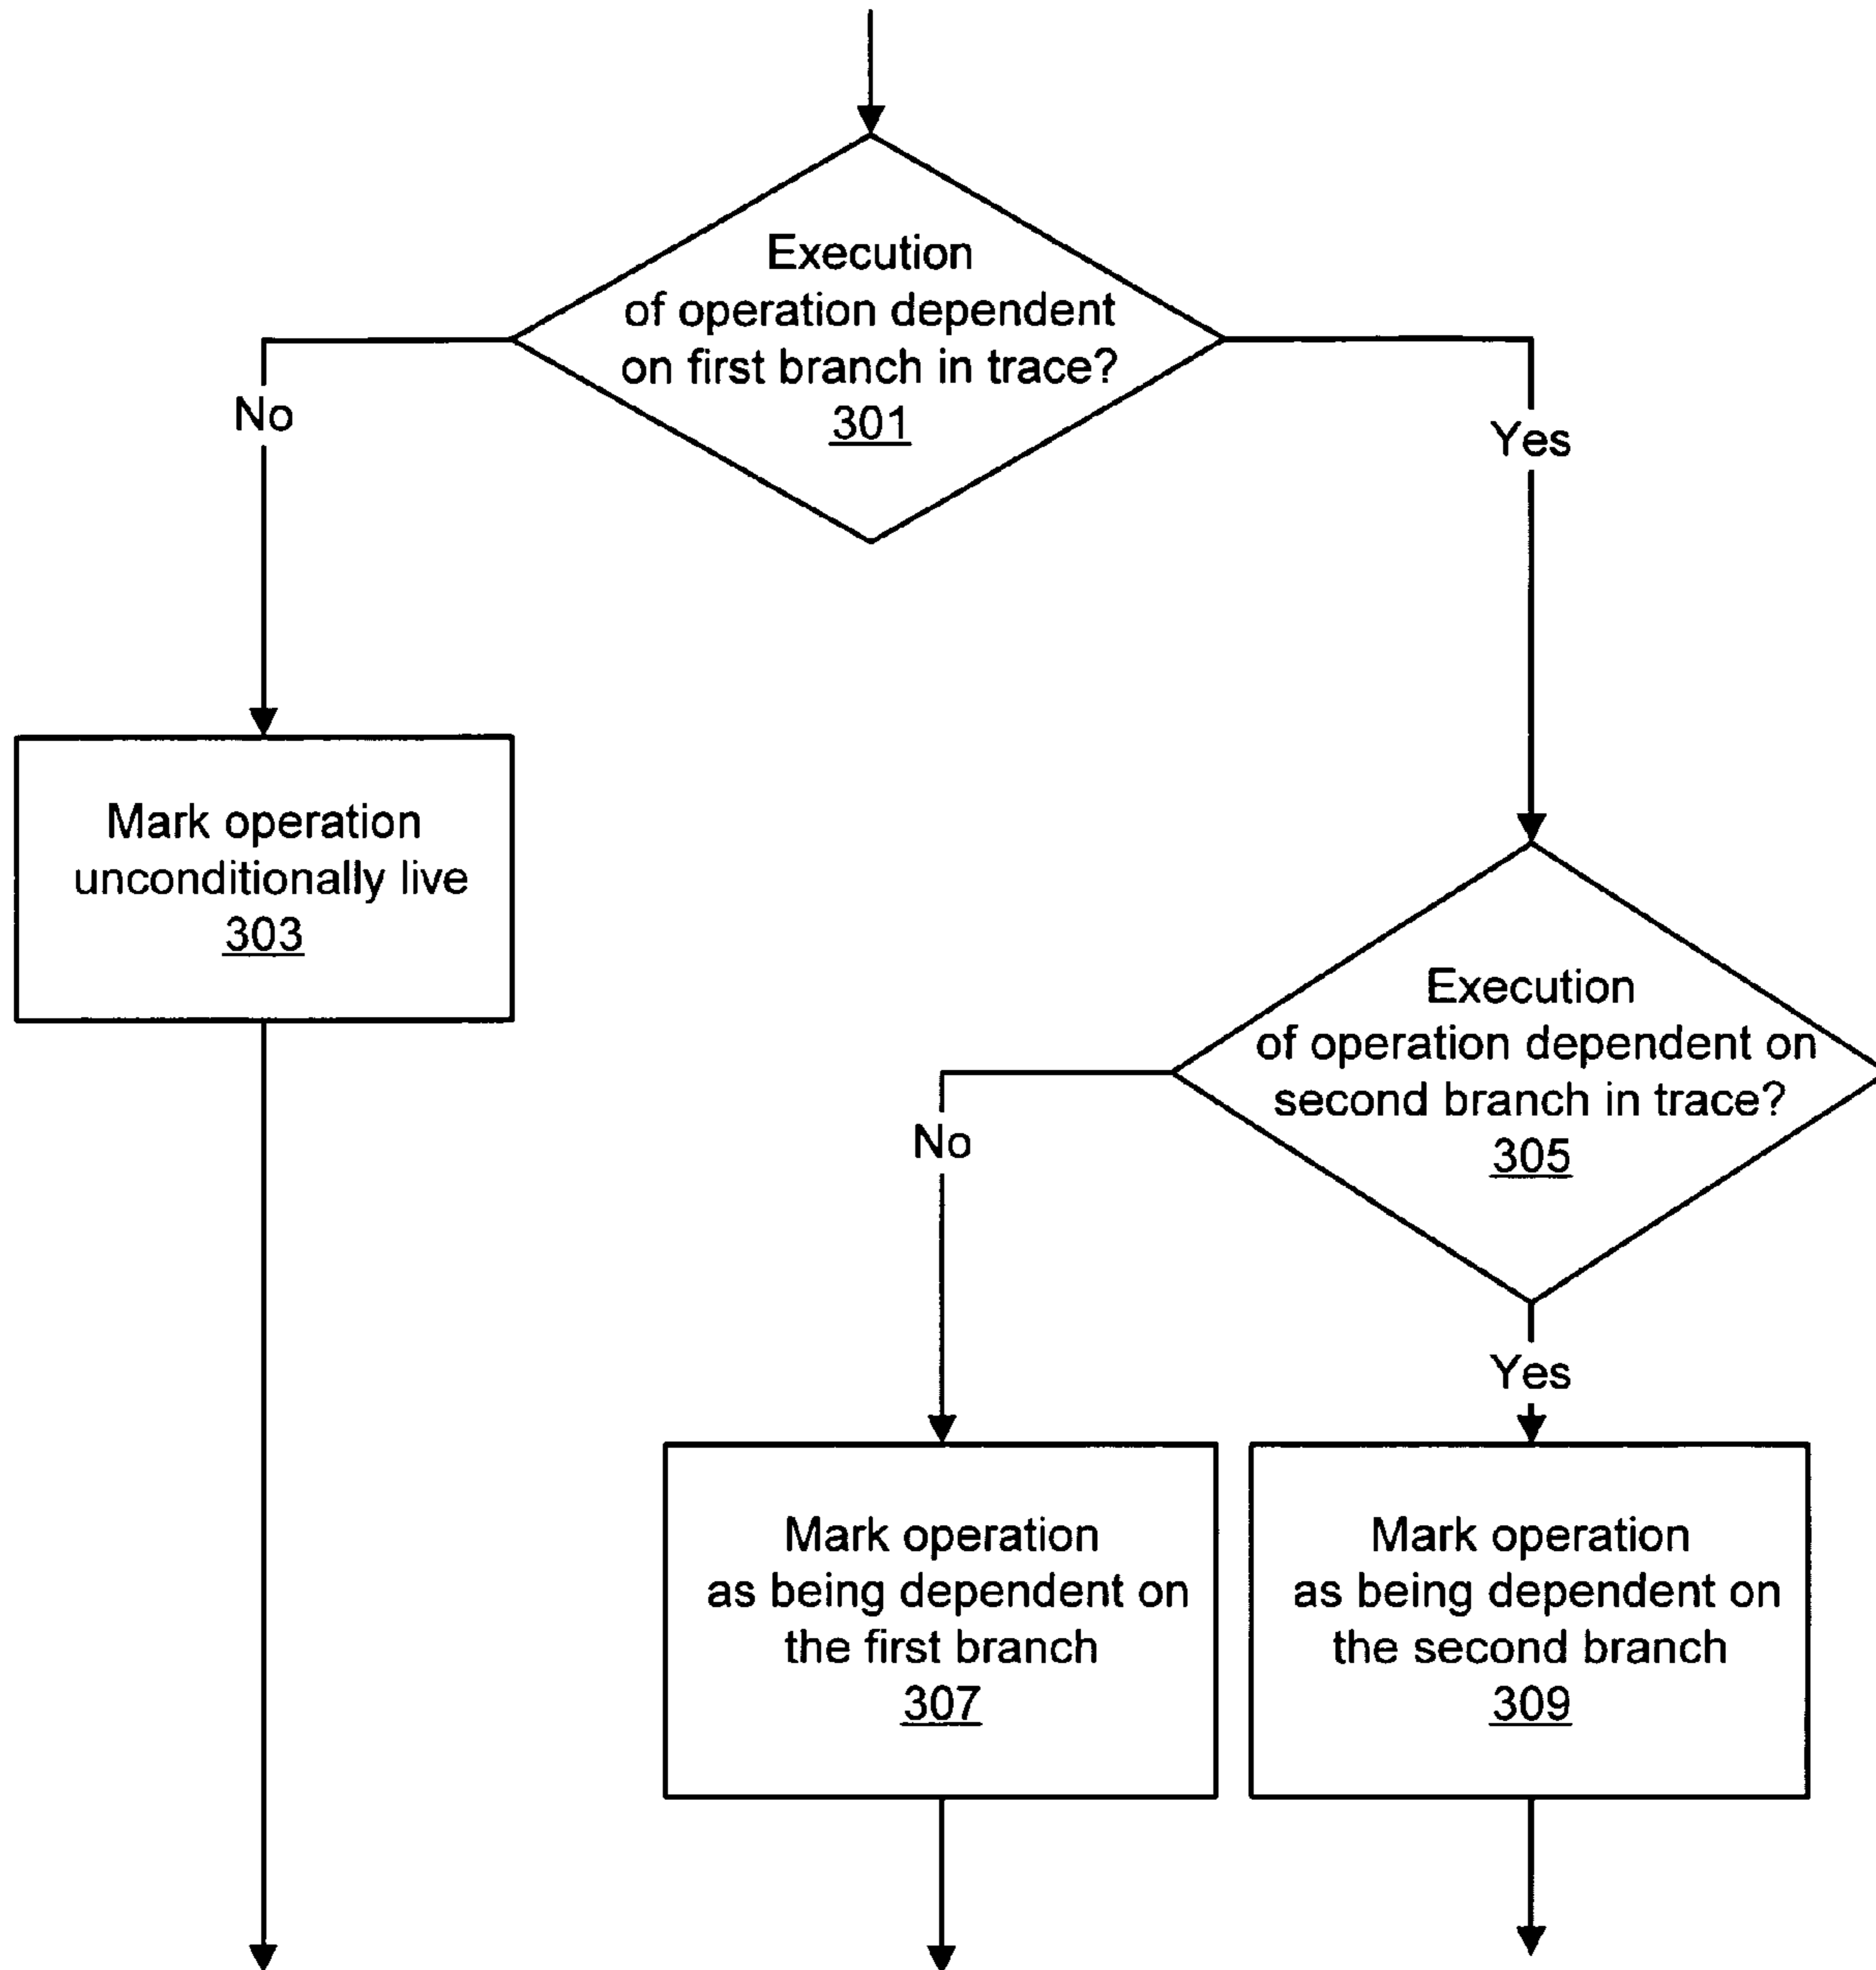 Execution
of operation dependent
on first branch in trace?
301
No
Yes
Mark operation
unconditionally live
303
Execution
of operation dependent on
second branch in trace?
305
No
Yes
Mark operation
as being dependent on
the first branch
307
Mark operation
as being dependent on
the second branch
309